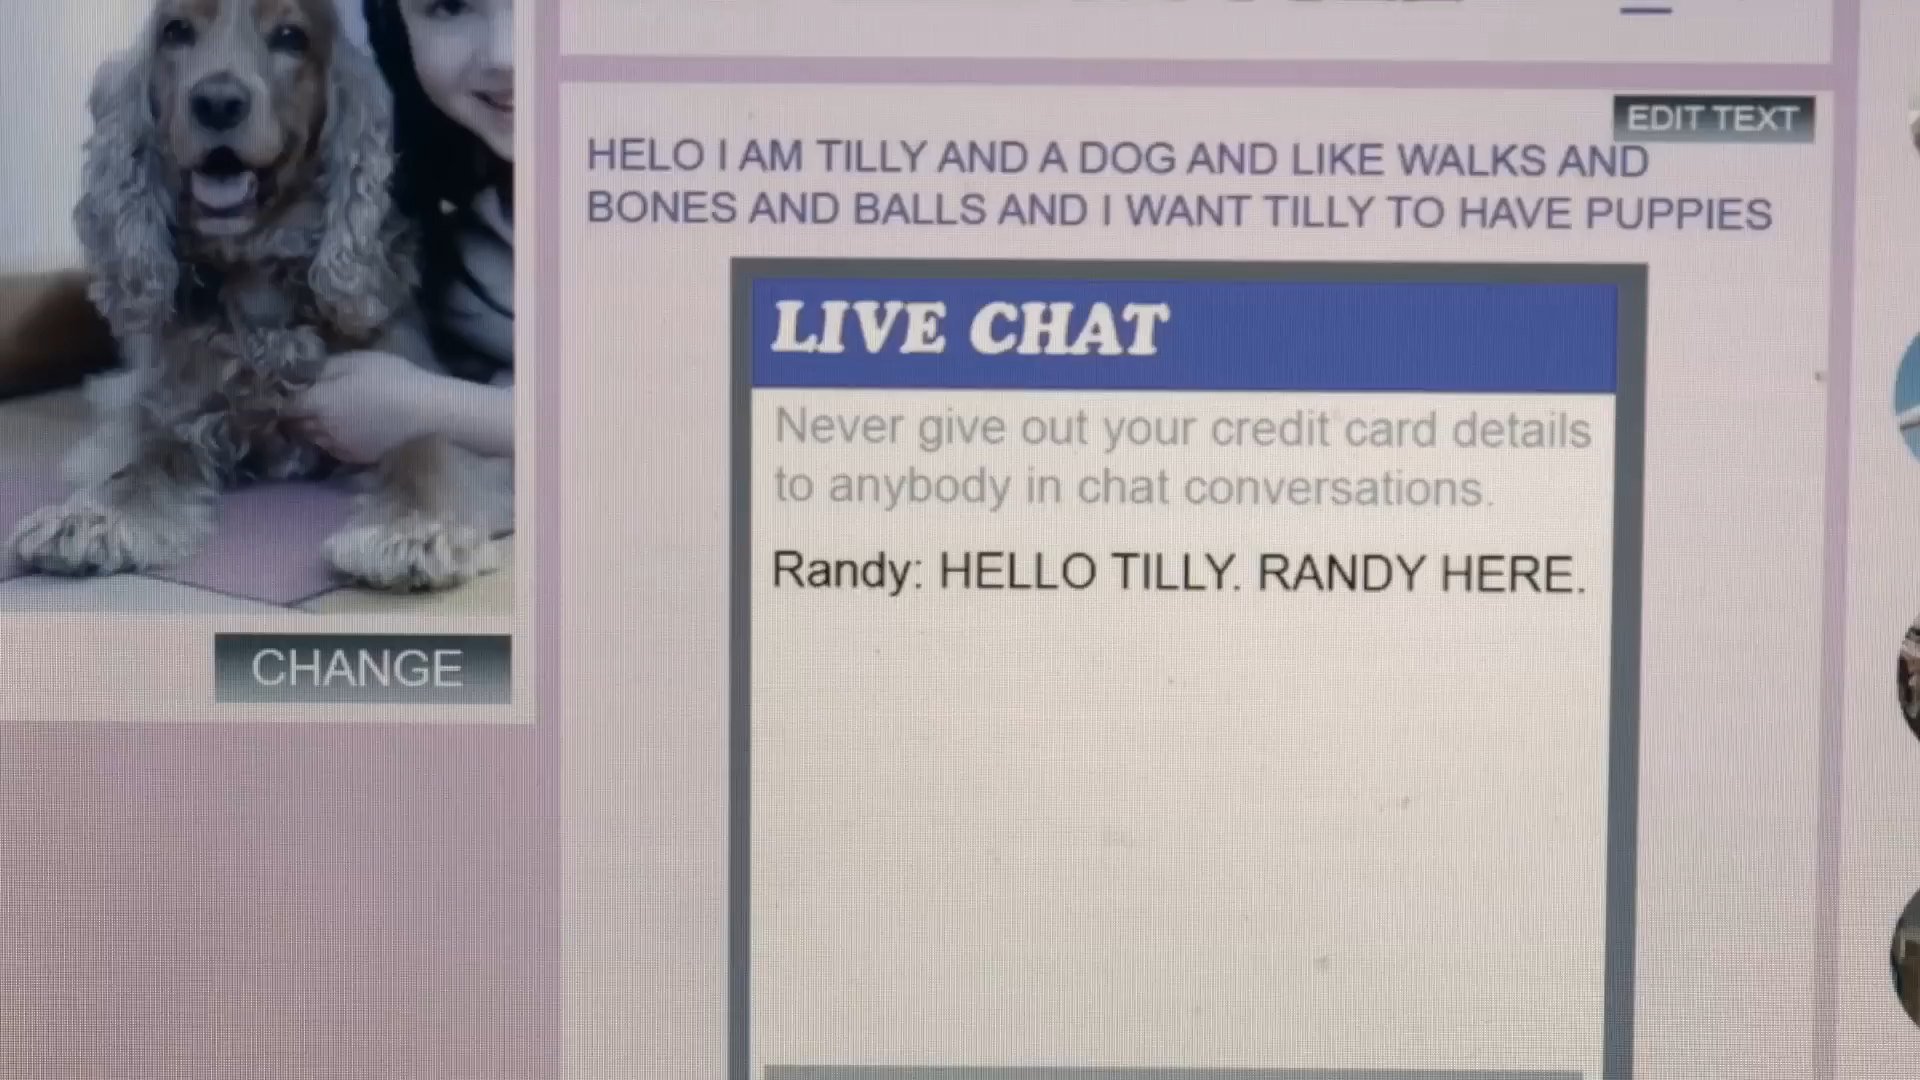 EDIT TEXT
HELO I AM TILLY AND A DOG AND LIKE WALKS AND
BONES AND BALLS AND I WANT TILLY TO HAVE PUPPIES
LIVE CHAT
Never give out your credit card details
to anybody in chat conversations.
Randy: HELLO TILLY. RANDY HERE.
CHANGE